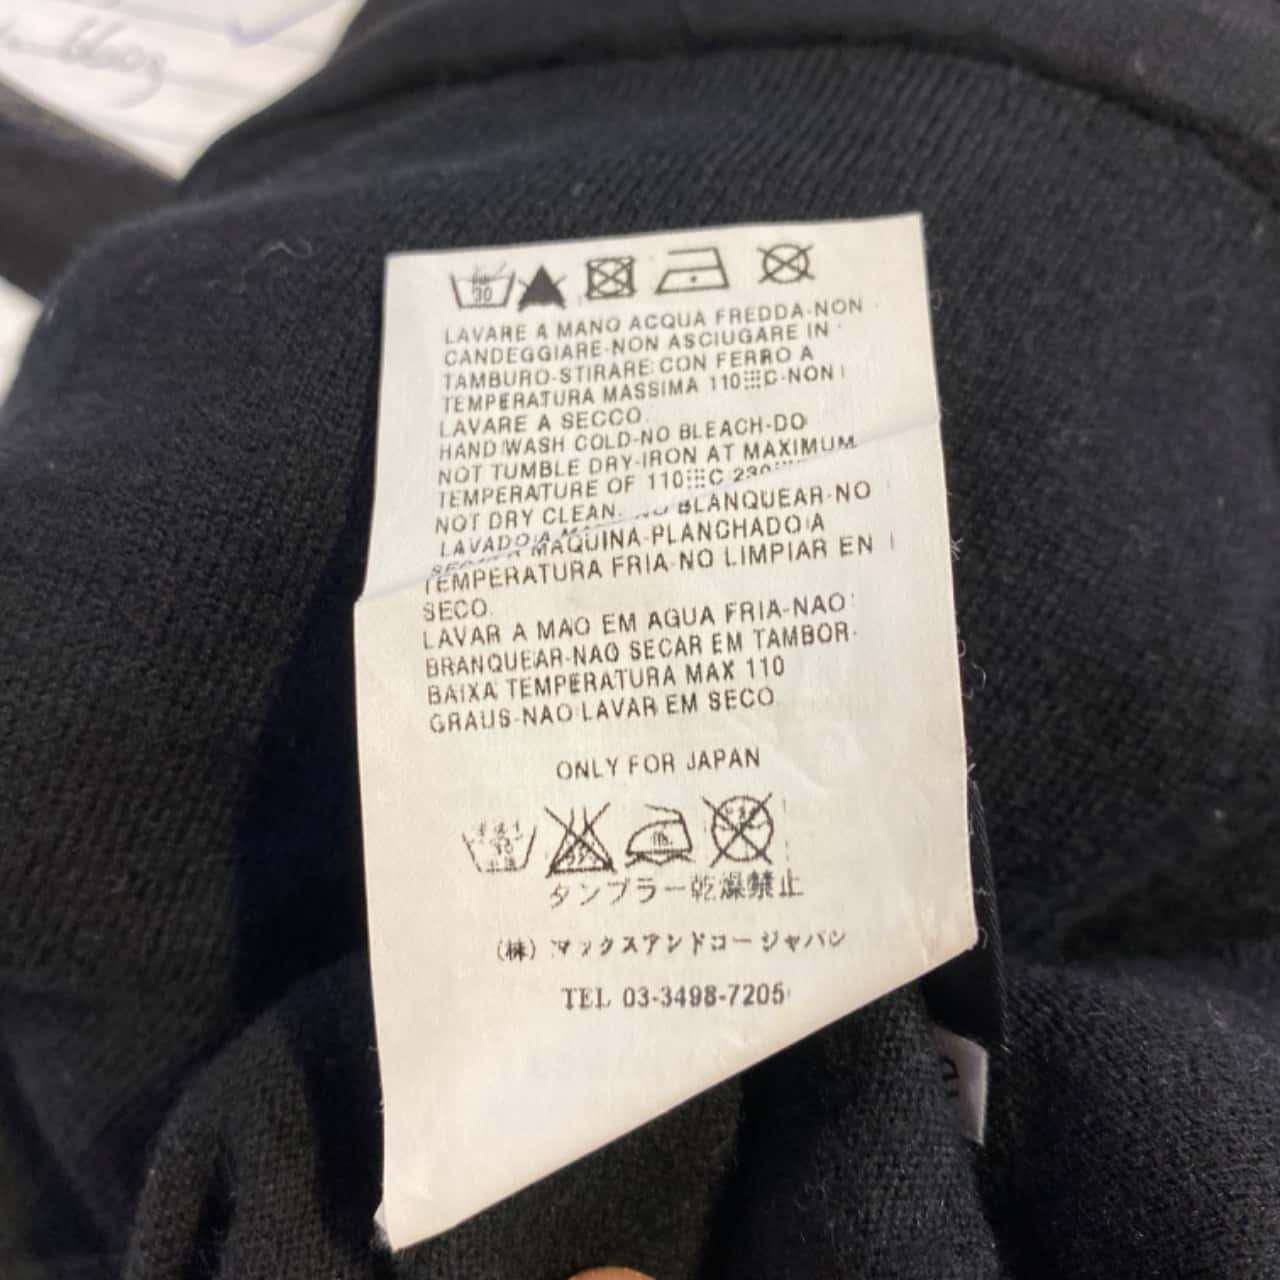 30
LAVARE A MANO ACQUA FREDDA-NON
CANDEGGIARE-NON ASCIUGARE IN
TAMBURO-STIRARE CON FERRO A
TEMPERATURA MASSIMA 110 C-NON
LAVARE A SECCO.
HAND WASH COLD-NO BLEACH-DO
NOT TUMBLE DRY-IRON AT MAXIMUM
TEMPERATURE OF 110 C 230
NOT DRY CLEAN.
LAVADO A BLANQUEAR-NO
MAQUINA-PLANCHADO A
TEMPERATURA FRIA-NO LIMPIAR EN
SECO.
LAVAR A MAO EM AGUA FRIA-NAO
BRANQUEAR-NAO SECAR EM TAMBOR-
BAIXA TEMPERATURA MAX 110
GRAUS-NAO LAVAR EM SECO
ONLY FOR JAPAN
タンブラー乾燥禁止
(株) マックスアンドコー ジャパン
TEL 03-3498-7205